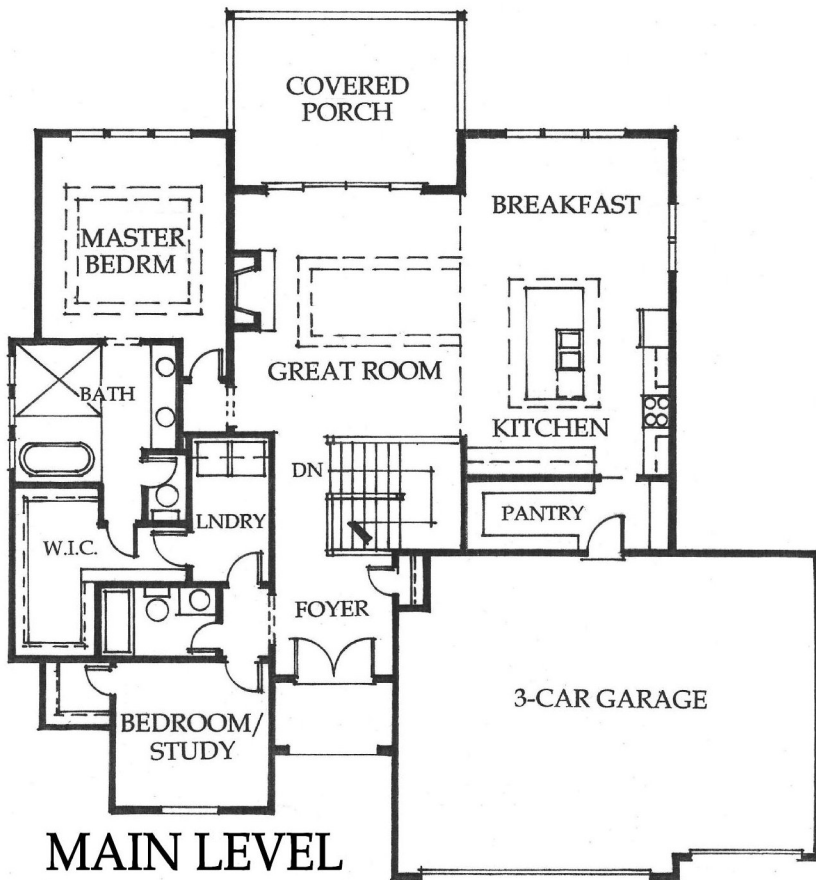 COVERED
PORCH
BREAKFAST
MASTER
BEDRM
GREAT ROOM
BATH
KITCHEN
DN
LNDRY
PANTRY
W.I.C.
FOYER
3-CAR GARAGE
BEDROOM/
STUDY
MAIN LEVEL